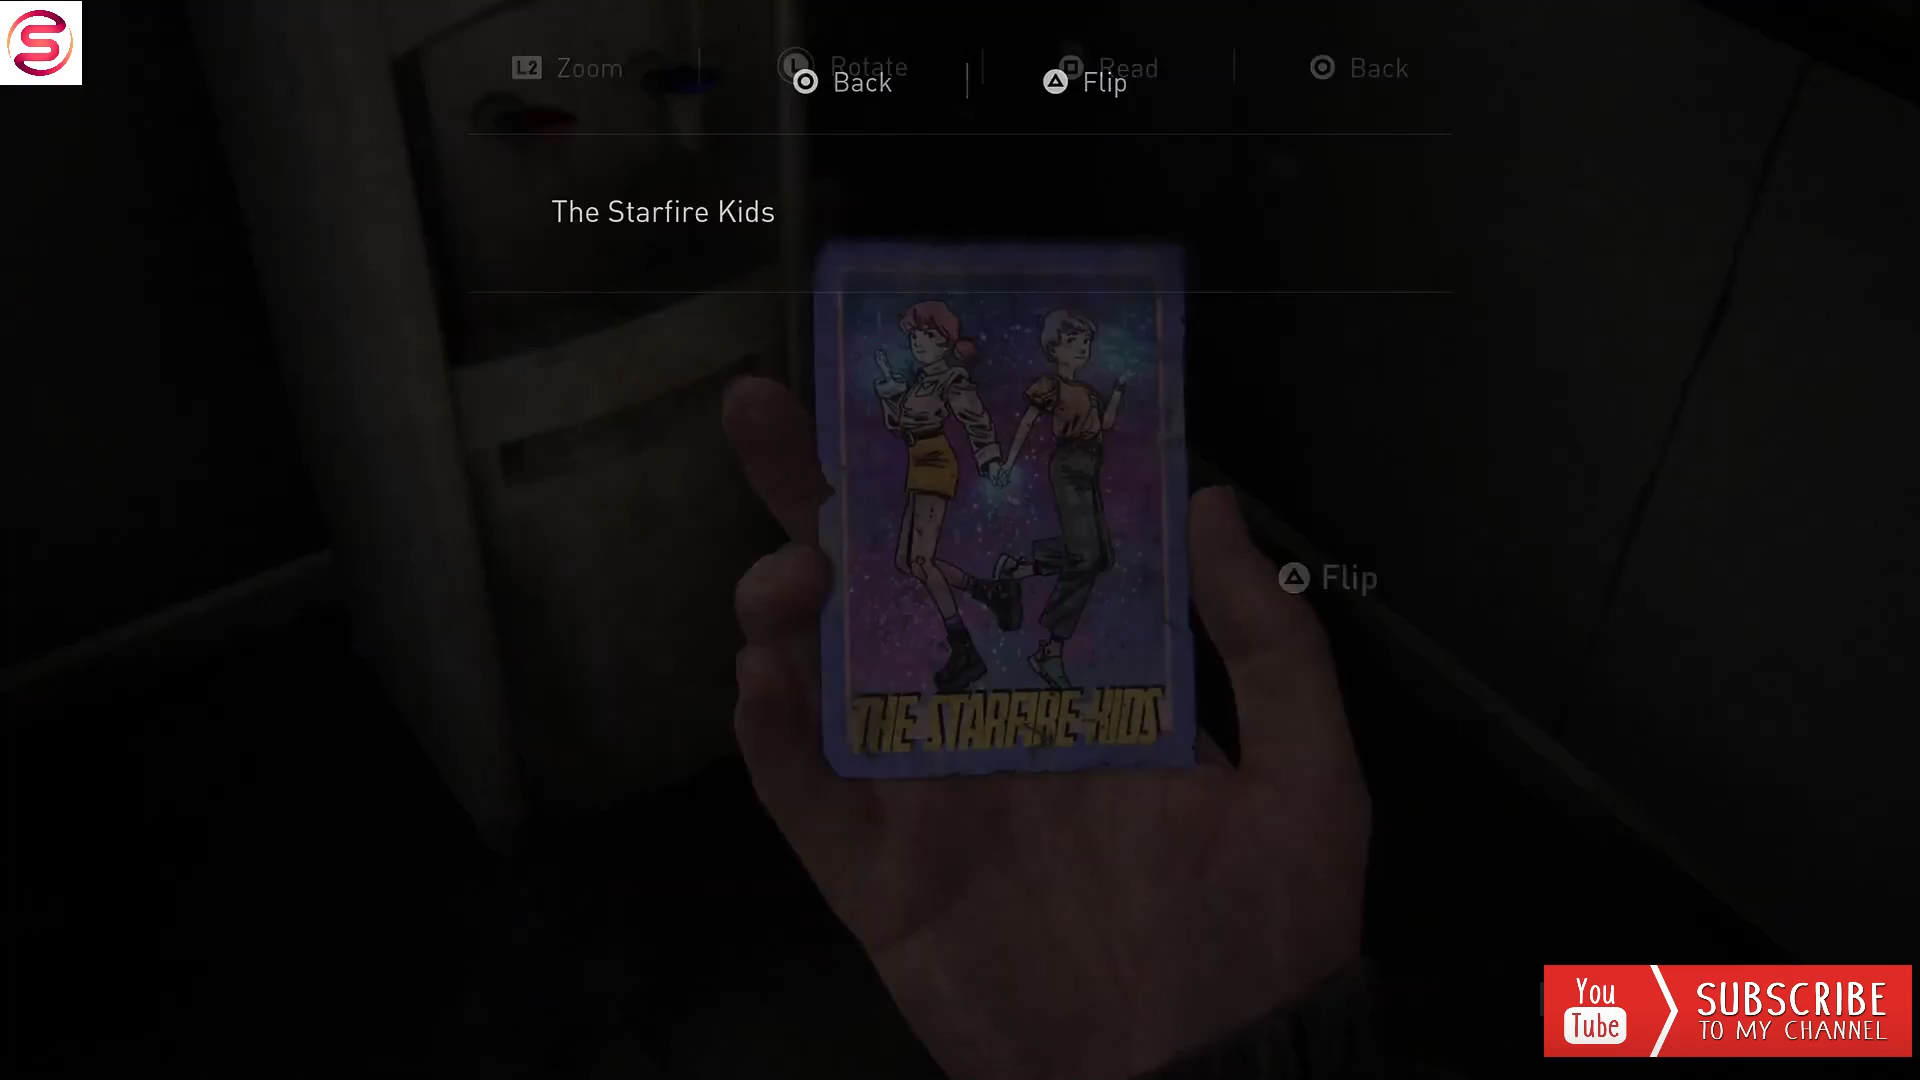 S
L2 Zoom
L Rotate
Read
Back
Back
Flip
The Starfire Kids
Flip
THE STARFIRE KIDS
You
Tube
SUBSCRIBE
TO MY CHANNEL